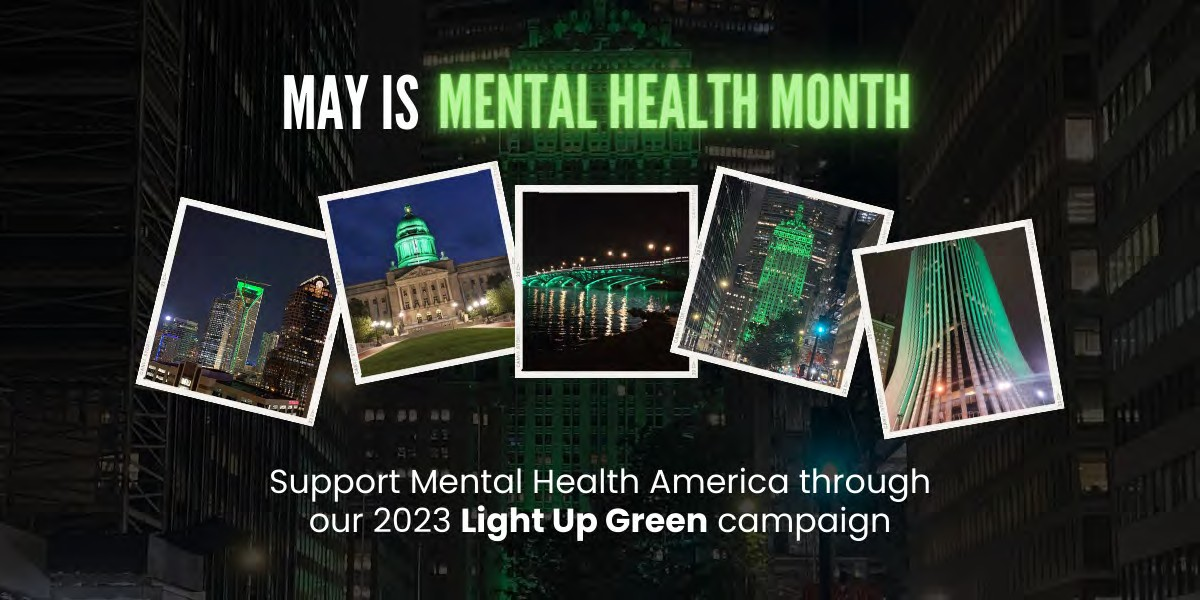 MAY IS MENTAL HEALTH MONTH
Support Mental Health America through
our 2023 Light Up Green campaign